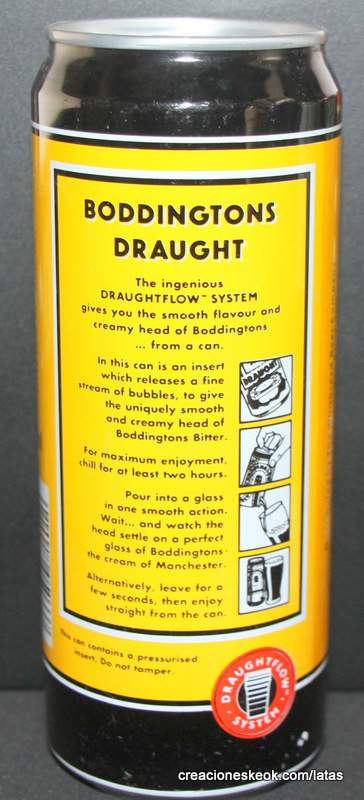 BODDINGTONS
DRAUGHT
The ingenious
DRAUGHTFLOW™ SYSTEM
gives you the smooth flavour and
creamy head of Boddingtons
... from a can.
In this can is an insert
which releases a fine
stream of bubbles, to give
the uniquely smooth
and creamy head of
Boddingtons Bitter.
For maximum enjoyment,
chill for at least two hours.
Pour into a glass
in one smooth action.
Wait... and watch the
head settle on a perfect
glass of Boddingtons-
the cream of Manchester.
Alternatively, leave for a
few seconds, then enjoy
straight from the can.
This can contains a pressurised
insert. Do not tamper.
DRAUGHTFLOW™
SYSTEM
creacioneskeok.com/latas